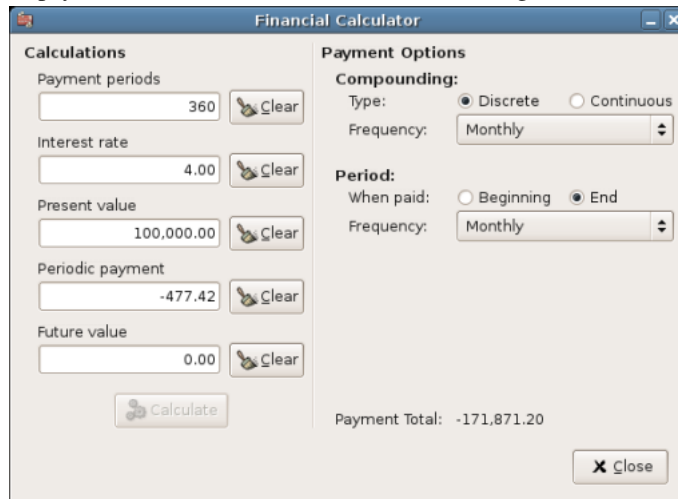 Financial Calculator
Calculations
Payment periods
360 Clear
Interest rate
4.00 Clear
Present value
100,000.00 Clear
Periodic payment
-477.42 Clear
Future value
0.00 Clear
Calculate
Payment Options
Compounding:
Type: Discrete Continuous
Frequency: Monthly
Period:
When paid: Beginning End
Frequency: Monthly
Payment Total: -171,871.20
Close